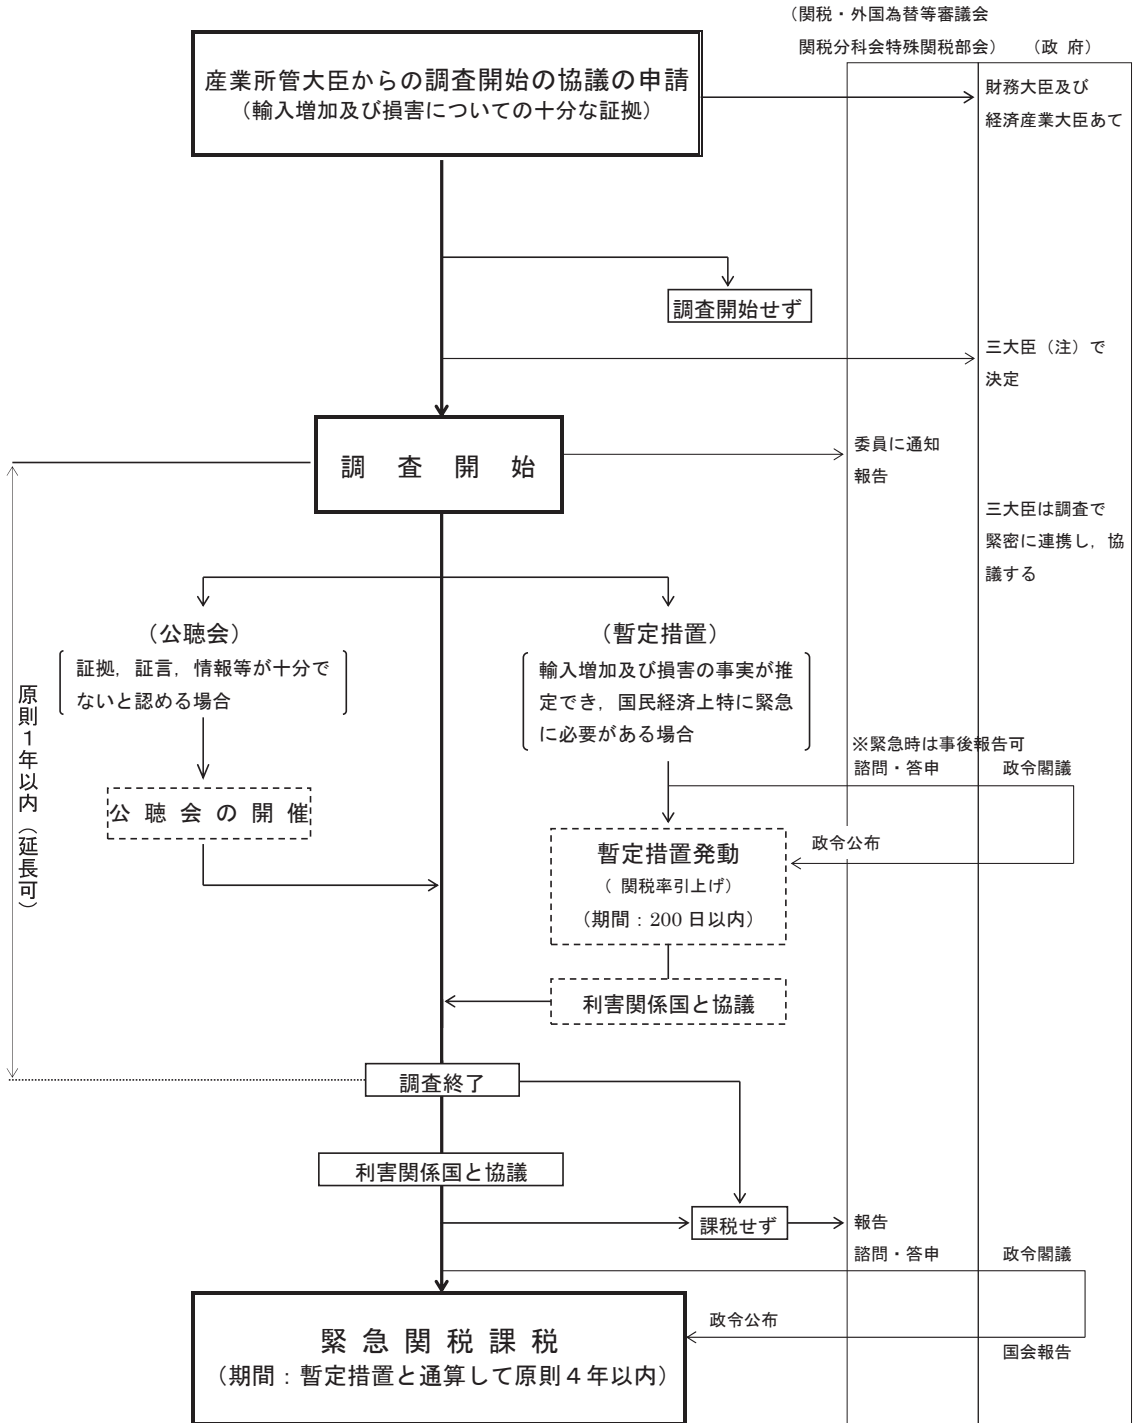 (関税・外国為替等審議会
関税分科会特殊関税部会) (政 府)
産業所管大臣からの調査開始の協議の申請
(輸入増加及び損害についての十分な証拠)
財務大臣及び
経済産業大臣あて
調査開始せず
三大臣(注)で
決定
調 査 開 始
委員に通知
報告
三大臣は調査で
緊密に連携し,協
議する
(公聴会)
証拠,証言,情報等が十分で
ないと認める場合
(暫定措置)
輸入増加及び損害の事実が推
定でき,国民経済上特に緊急
に必要がある場合
原則1年以内(延長可)
※緊急時は事後報告可
諮問・答申 政令閣議
公 聴 会 の 開 催
政令公布
暫定措置発動
( 関税率引上げ)
(期間:200 日以内)
利害関係国と協議
調査終了
利害関係国と協議
課税せず
報告
諮問・答申 政令閣議
政令公布
国会報告
緊 急 関 税 課 税
(期間:暫定措置と通算して原則4年以内)